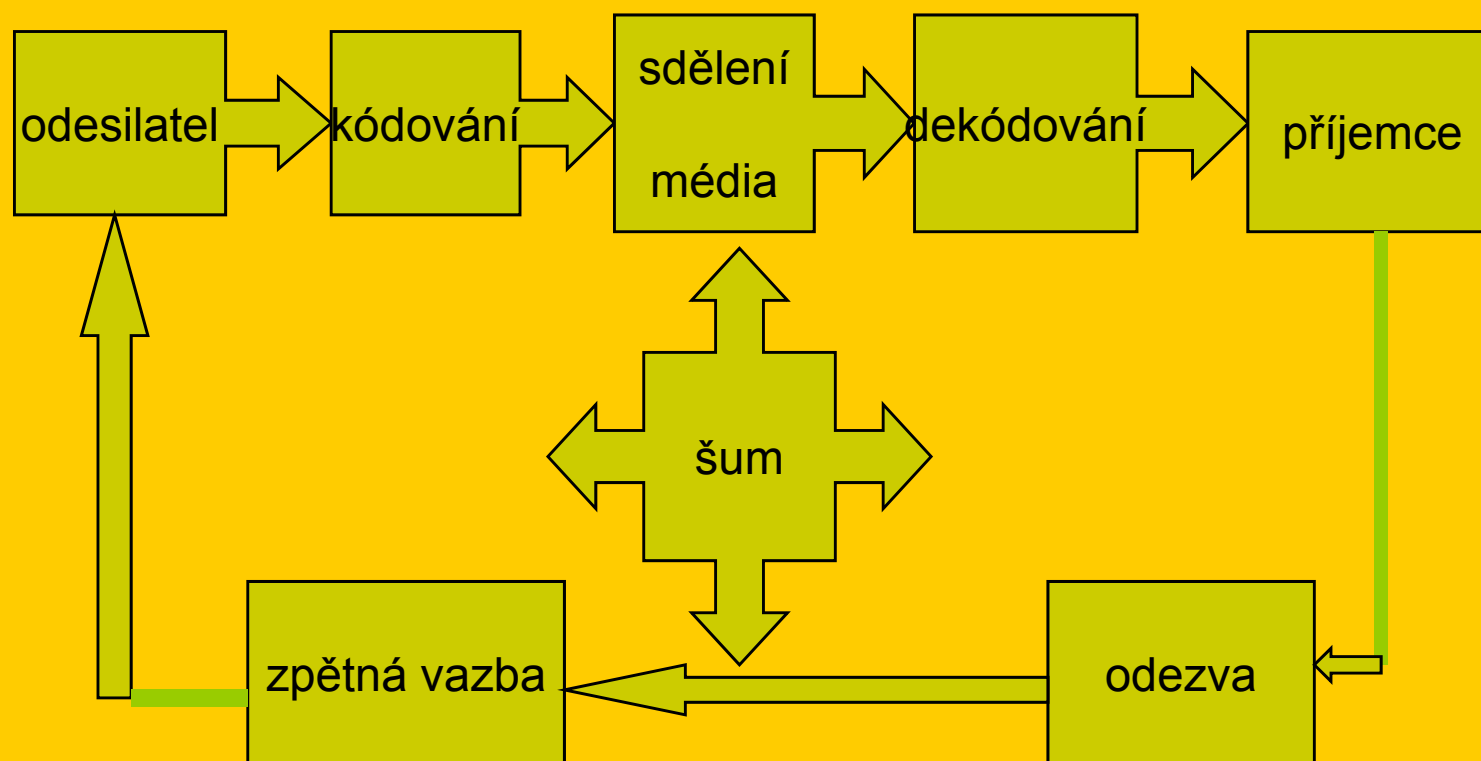 odesilatel
kódování
sdělení
média
dekódování
příjemce
šum
zpětná vazba
odezva